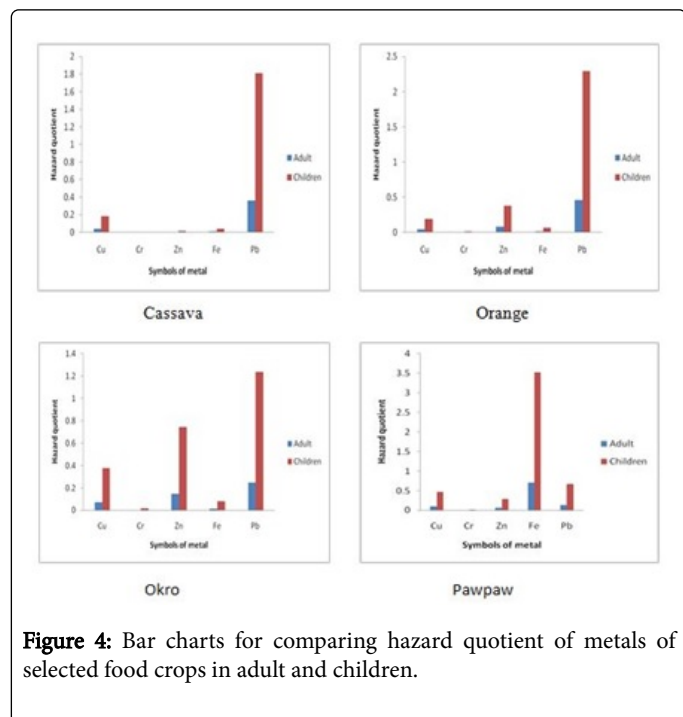 2
1.8
1.6
1.4
1.2
1
0.8
0.6
0.4
0.2
0
Hazard quotient
Cu Cr Zn Fe Pb
Symbols of metal
Adult
Children
Cassava
2.5
2
1.5
1
0.5
0
Hazard quotient
Cu Cr Zn Fe Pb
Symbols of metal
Adult
Children
Orange
1.4
1.2
1
0.8
0.6
0.4
0.2
0
Hazard quotient
Cu Cr Zn Fe Pb
Symbols of metal
Adult
Children
Okro
4
3.5
3
2.5
2
1.5
1
0.5
0
Hazard quotient
Cu Cr Zn Fe Pb
Symbols of metal
Adult
Children
Pawpaw
Figure 4: Bar charts for comparing hazard quotient of metals of
selected food crops in adult and children.